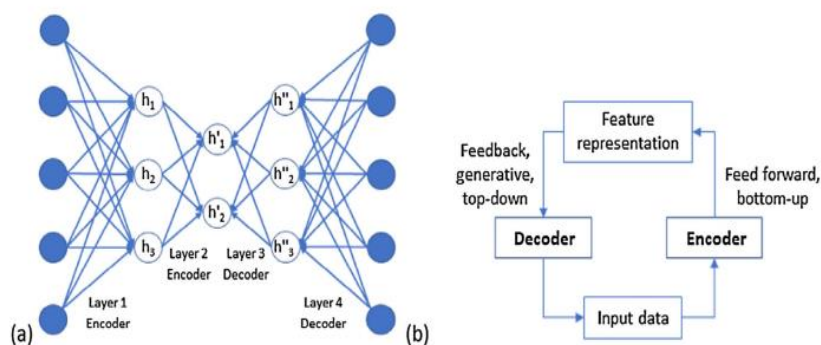 h₁
h₂
h₃
h'₁
h'₂
h"₁
h"₂
h"₃
Layer 1
Encoder
Layer 2
Encoder
Layer 3
Decoder
Layer 4
Decoder
(a)
(b)
Feature
representation
Feedback,
generative,
top-down
Feed forward,
bottom-up
Decoder
Encoder
Input data